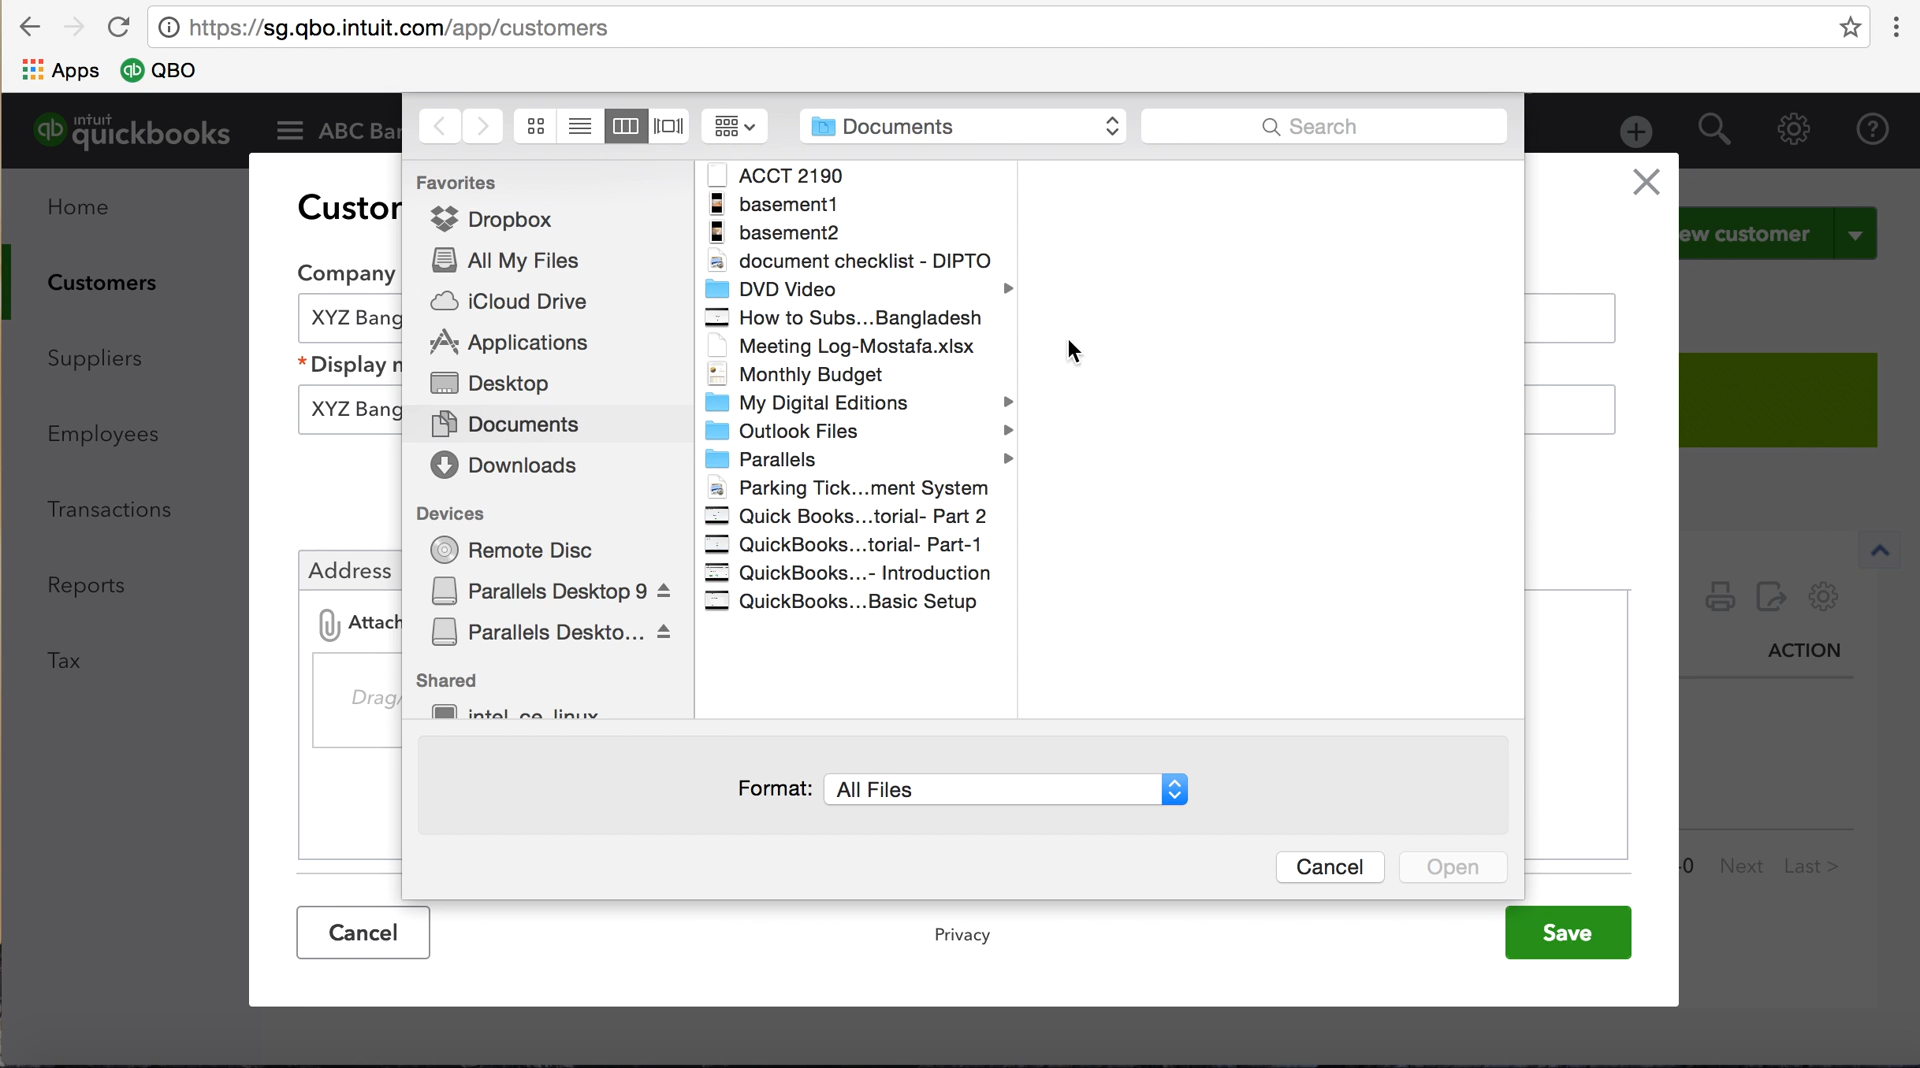 https://sg.qbo.intuit.com/app/customers
Apps QBO
intuit quickbooks ABC Bar
Documents Search
Home
Customers
Suppliers
Employees
Transactions
Reports
Tax
Custor
Company
XYZ Bang
*Display n
XYZ Bang
Address
Attach
Drag/
Favorites
Dropbox
All My Files
iCloud Drive
Applications
Desktop
Documents
Downloads
Devices
Remote Disc
Parallels Desktop 9
Parallels Deskto...
Shared
intel_ce_linux
ACCT 2190
basement1
basement2
document checklist - DIPTO
DVD Video
How to Subs...Bangladesh
Meeting Log-Mostafa.xlsx
Monthly Budget
My Digital Editions
Outlook Files
Parallels
Parking Tick...ment System
Quick Books...torial- Part 2
QuickBooks...torial- Part-1
QuickBooks...- Introduction
QuickBooks...Basic Setup
Format: All Files
Cancel Open
ew customer
ACTION
-0 Next Last >
Cancel Privacy Save